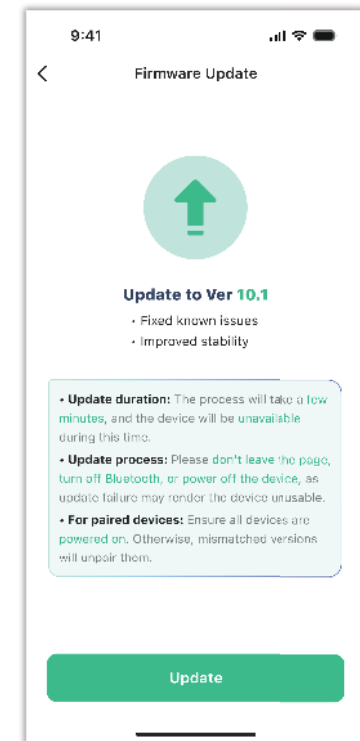 9:41
Firmware Update
Update to Ver 10.1
• Fixed known issues
• Improved stability
• Update duration: The process will take a few
minutes, and the device will be unavailable
during this time.
• Update process: Please don't leave the page,
turn off Bluetooth, or power off the device, as
update failure may render the device unusable.
• For paired devices: Ensure all devices are
powered on. Otherwise, mismatched versions
will unpair them.
Update